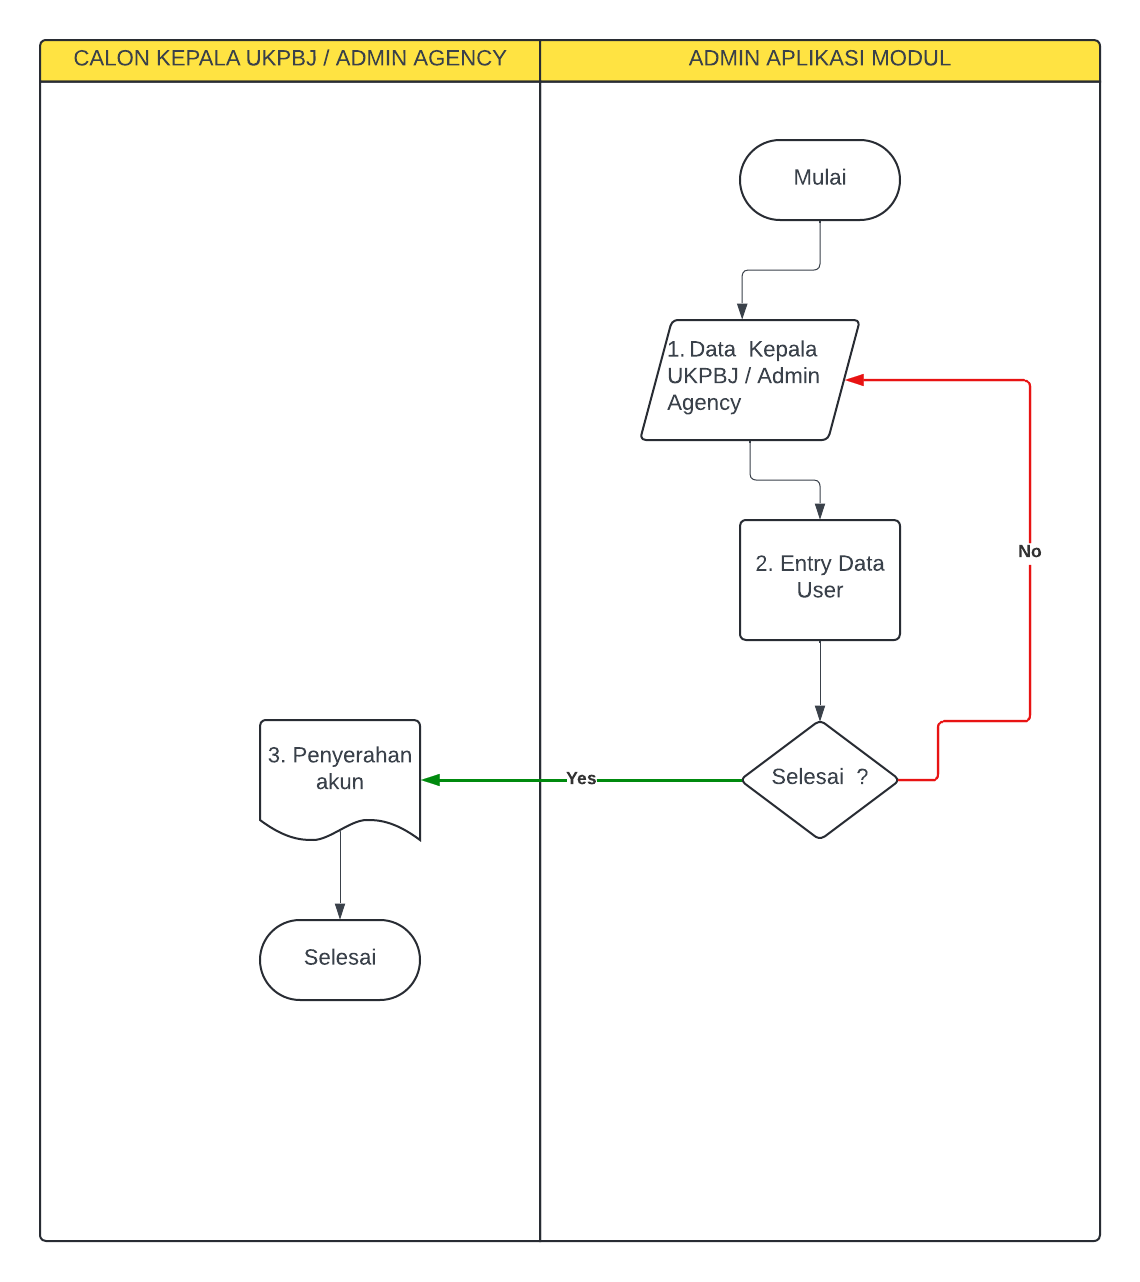 CALON KEPALA UKPBJ / ADMIN AGENCY
ADMIN APLIKASI MODUL
Mulai
1. Data Kepala
UKPBJ / Admin
Agency
No
2. Entry Data
User
3. Penyerahan
akun
Yes
Selesai ?
Selesai